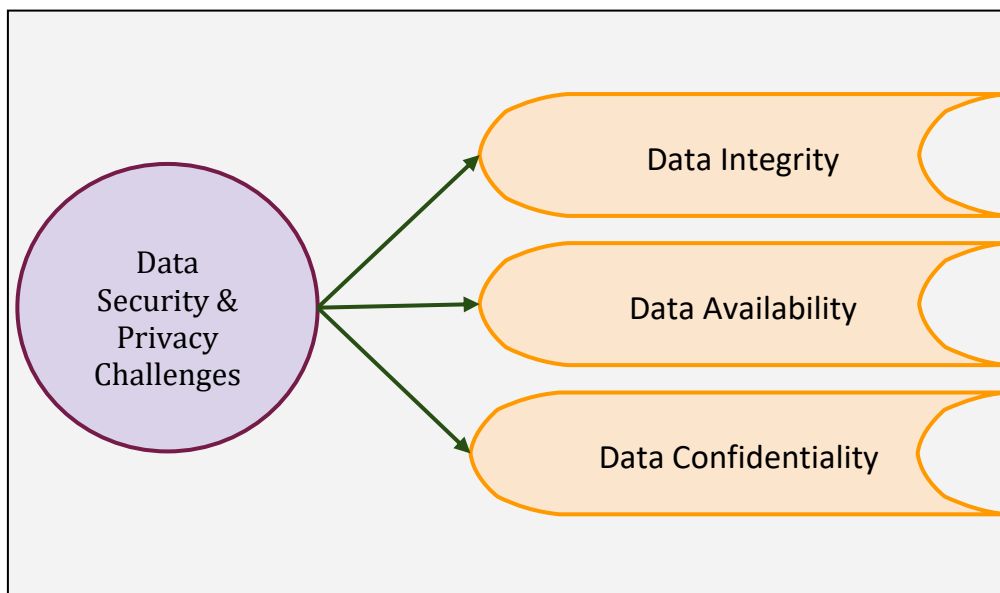 Data
Security &
Privacy
Challenges
Data Integrity
Data Availability
Data Confidentiality